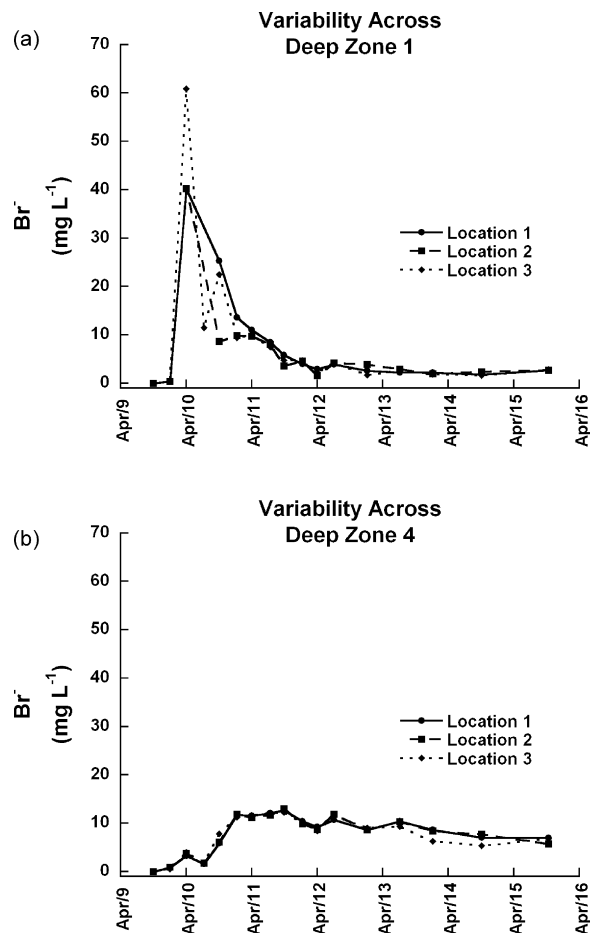 (a)
Variability Across
Deep Zone 1
70
60
50
40
30
20
10
0
Br-
(mg L-1)
Location 1
Location 2
Location 3
Apr/9
Apr/10
Apr/11
Apr/12
Apr/13
Apr/14
Apr/15
Apr/16
(b)
Variability Across
Deep Zone 4
70
60
50
40
30
20
10
0
Br-
(mg L-1)
Location 1
Location 2
Location 3
Apr/9
Apr/10
Apr/11
Apr/12
Apr/13
Apr/14
Apr/15
Apr/16